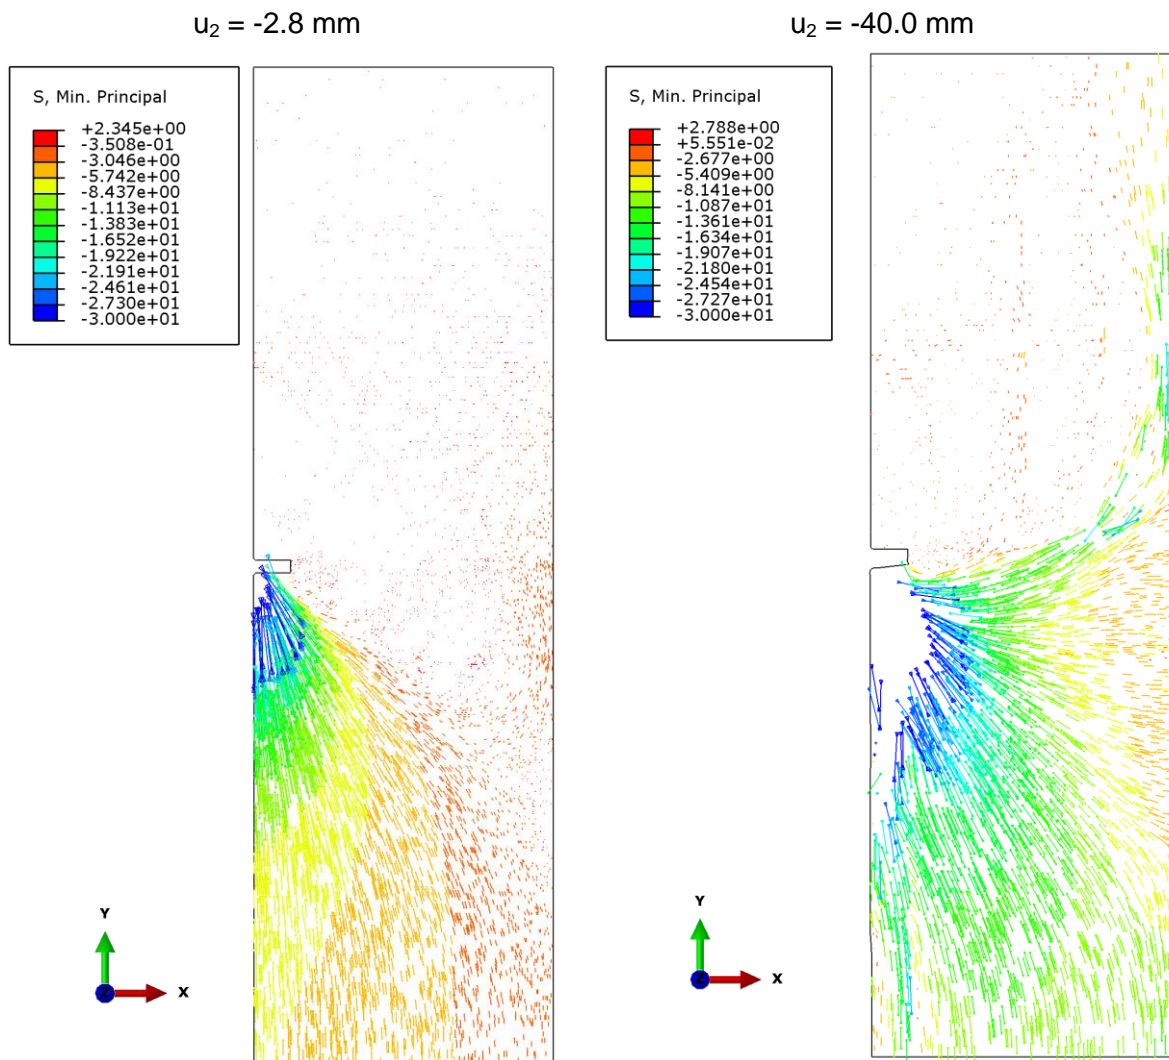 u₂ = -2.8 mm
u₂ = -40.0 mm
S, Min. Principal
+2.345e+00
-3.508e-01
-3.046e+00
-5.742e+00
-8.437e+00
-1.113e+01
-1.383e+01
-1.652e+01
-1.922e+01
-2.191e+01
-2.461e+01
-2.730e+01
-3.000e+01
S, Min. Principal
+2.788e+00
+5.551e-02
-2.677e+00
-5.409e+00
-8.141e+00
-1.087e+01
-1.361e+01
-1.634e+01
-1.907e+01
-2.180e+01
-2.454e+01
-2.727e+01
-3.000e+01
Y
Z
X
Y
Z
X